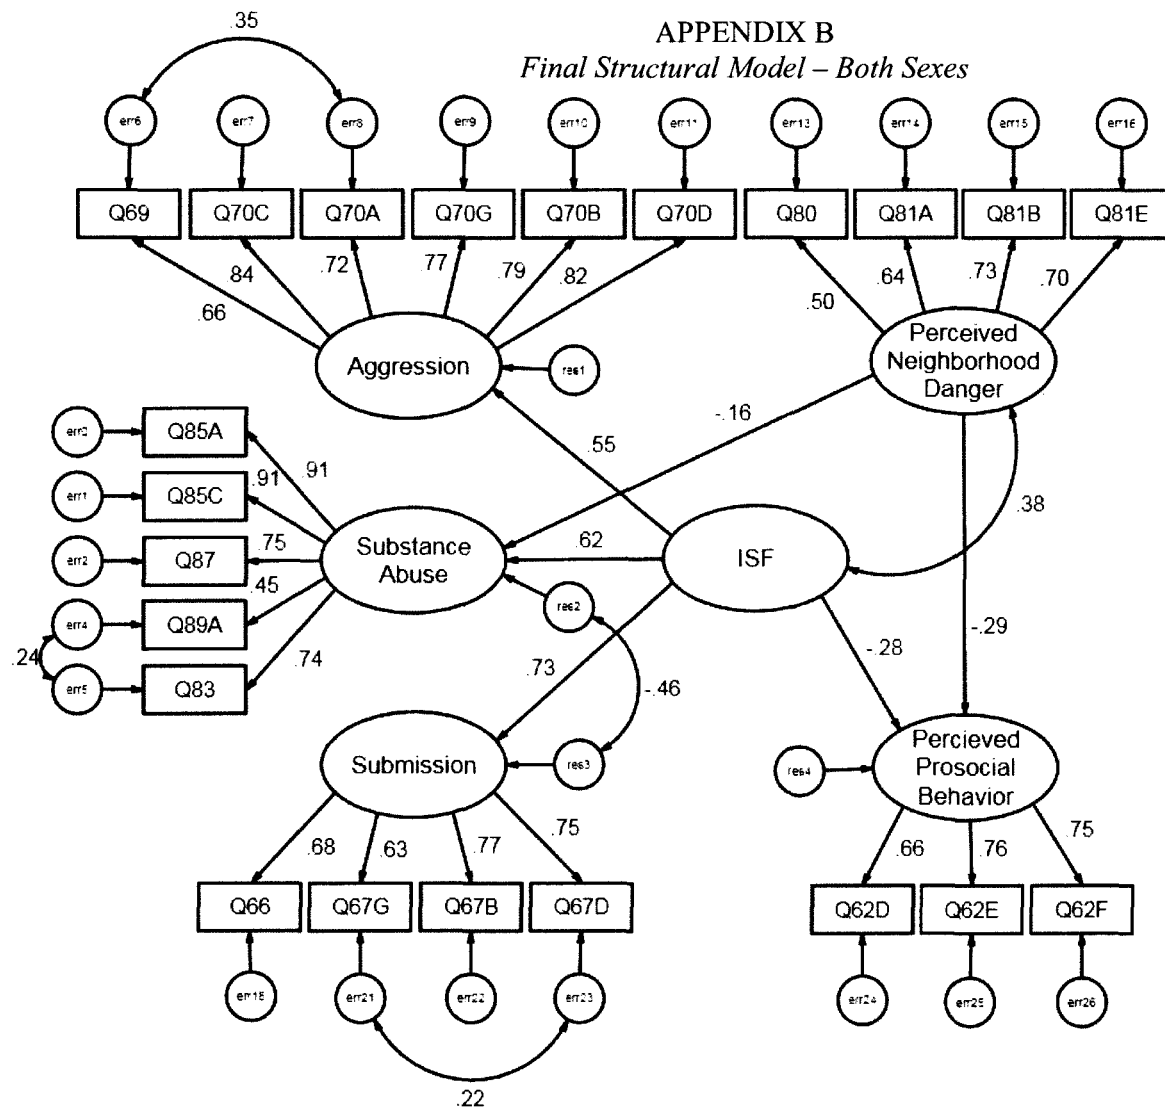 APPENDIX B
Final Structural Model – Both Sexes
.35
err6
err7
err8
err9
err10
err11
err13
err14
err15
err16
Q69
Q70C
Q70A
Q70G
Q70B
Q70D
Q80
Q81A
Q81B
Q81E
.66
.84
.72
.77
.79
.82
.50
.64
.73
.70
Aggression
res1
Perceived
Neighborhood
Danger
-.16
.55
.38
err1
err2
err4
err5
.24
Q85A
Q85C
Q87
Q89A
Q83
.91
.91
.75
.45
.74
Substance
Abuse
.62
ISF
res2
.73
-.46
-.28
-.29
Submission
res3
res4
Percieved
Prosocial
Behavior
.68
.63
.77
.75
.66
.76
.75
Q66
Q67G
Q67B
Q67D
Q62D
Q62E
Q62F
err21
err22
err23
err24
err25
err26
.22